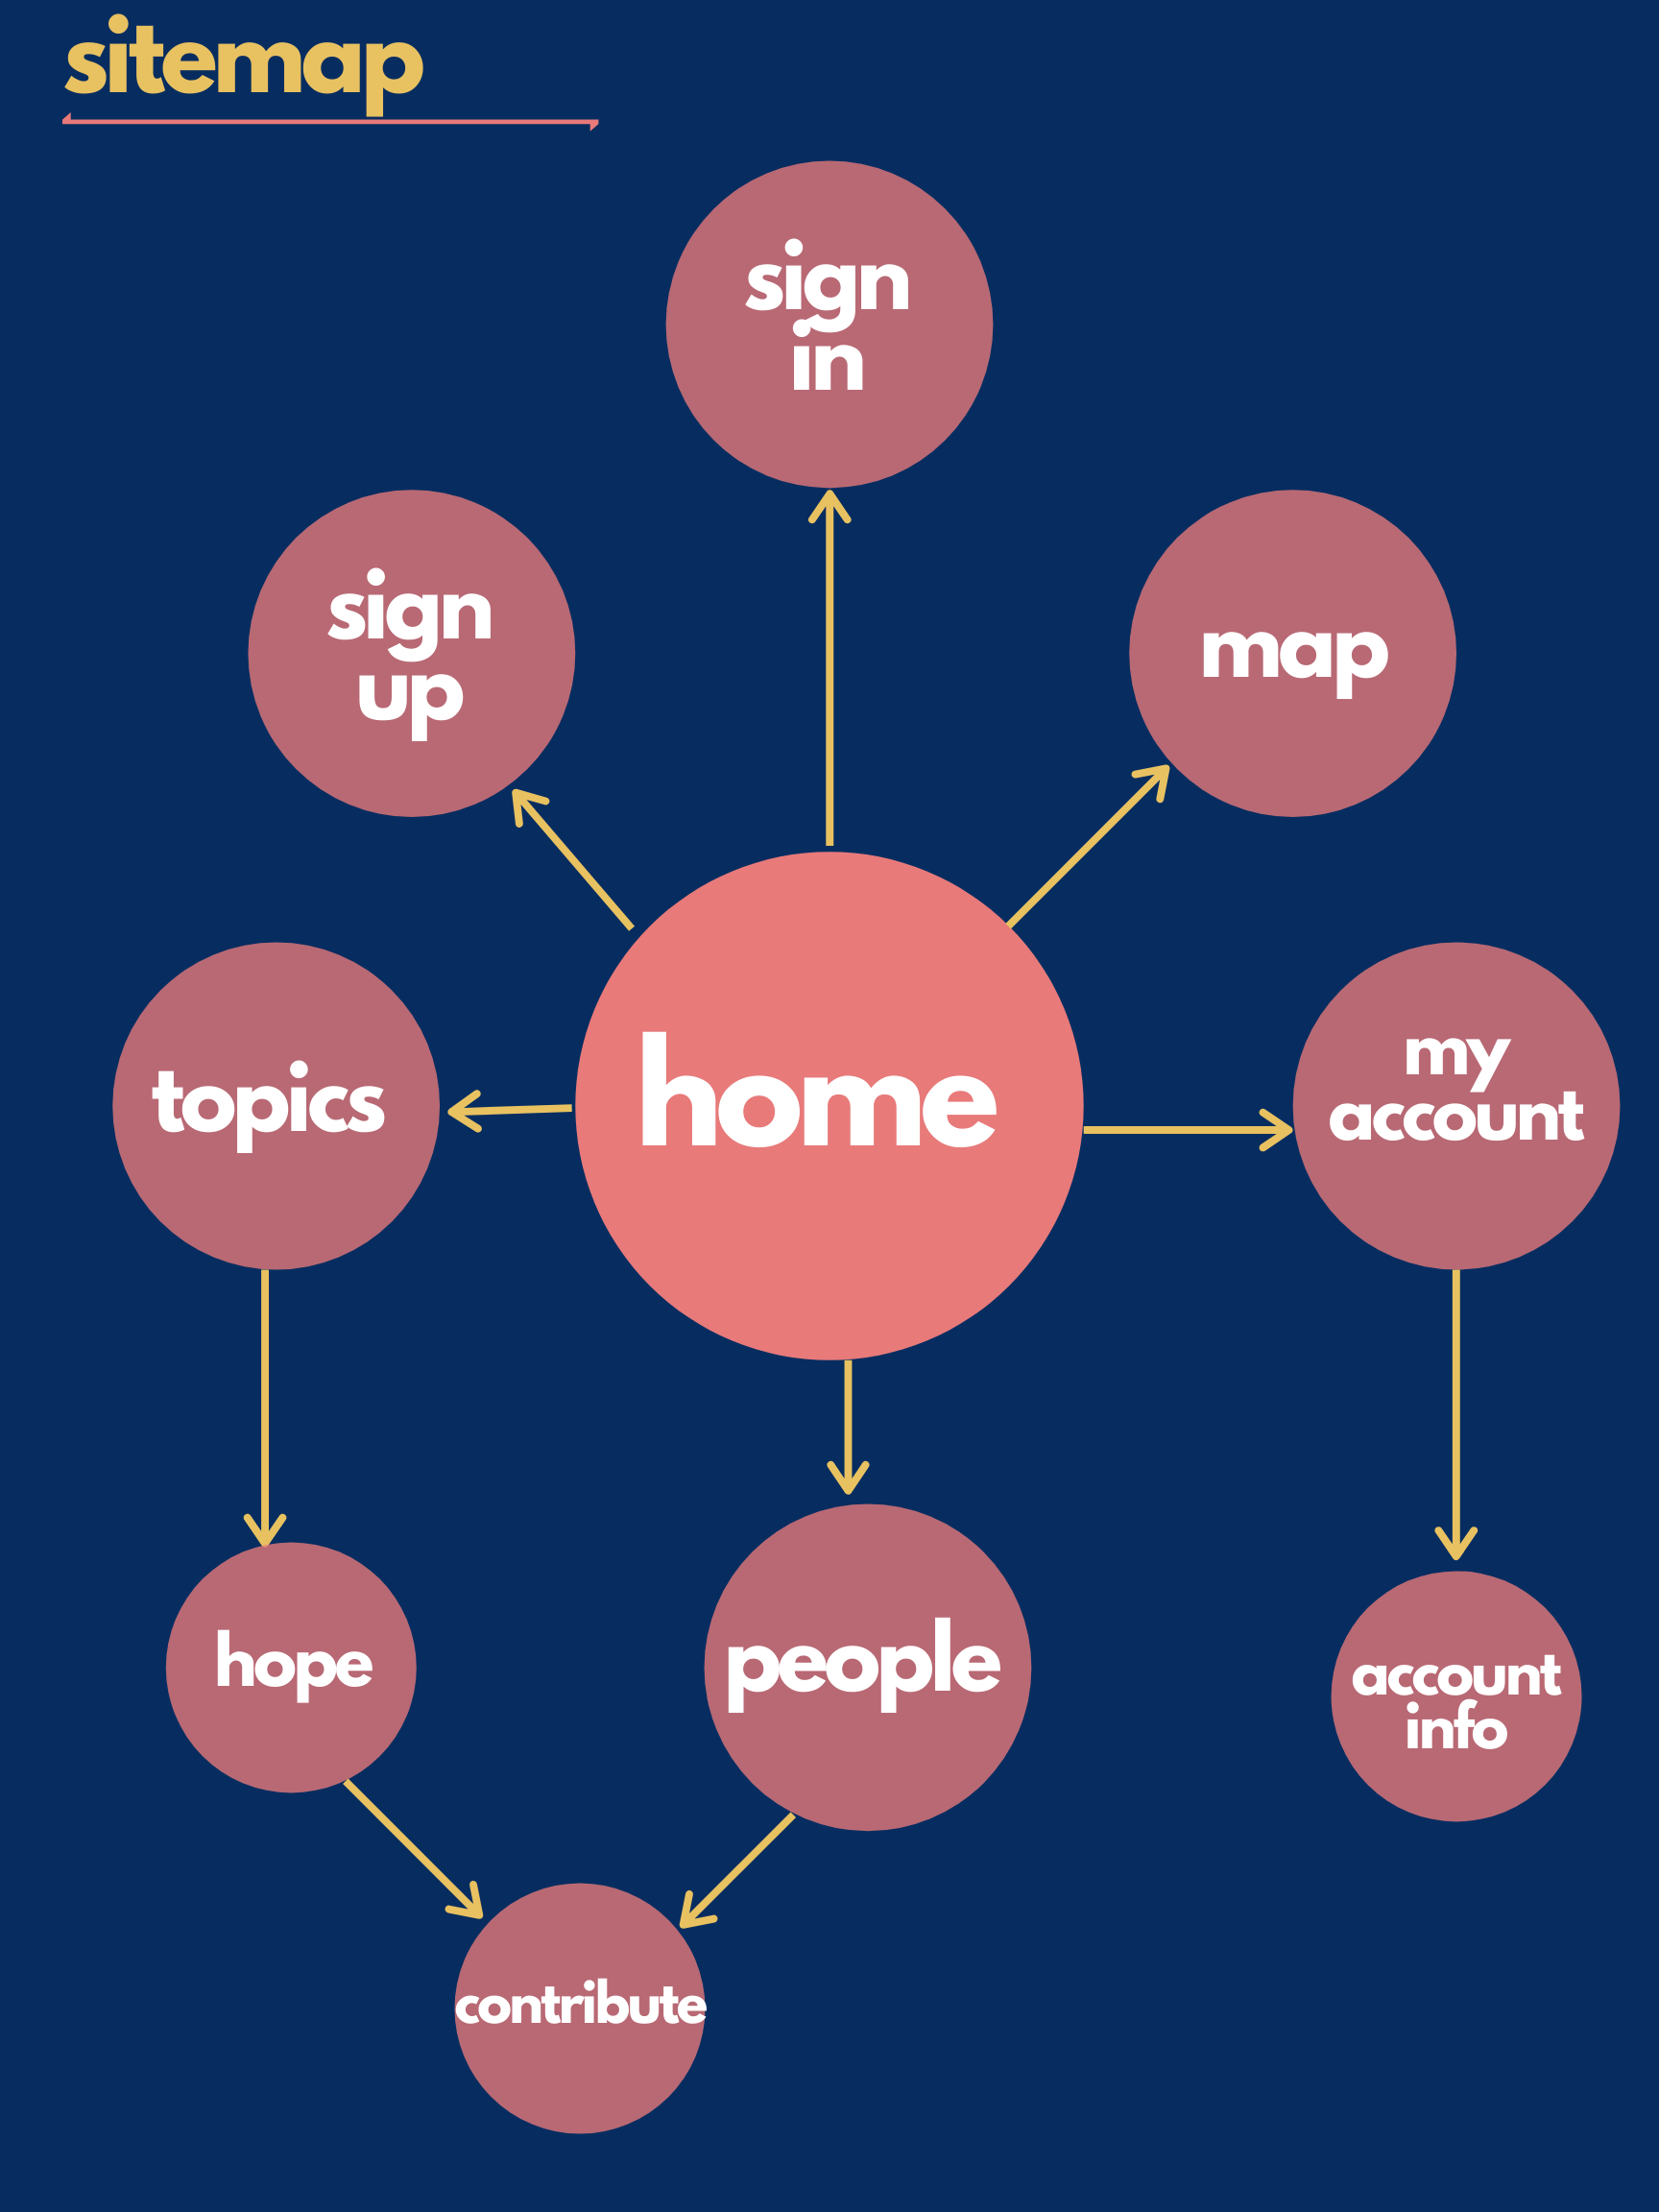 sitemap
sign
in
sign
up
map
topics
home
my
account
hope
people
account
info
contribute